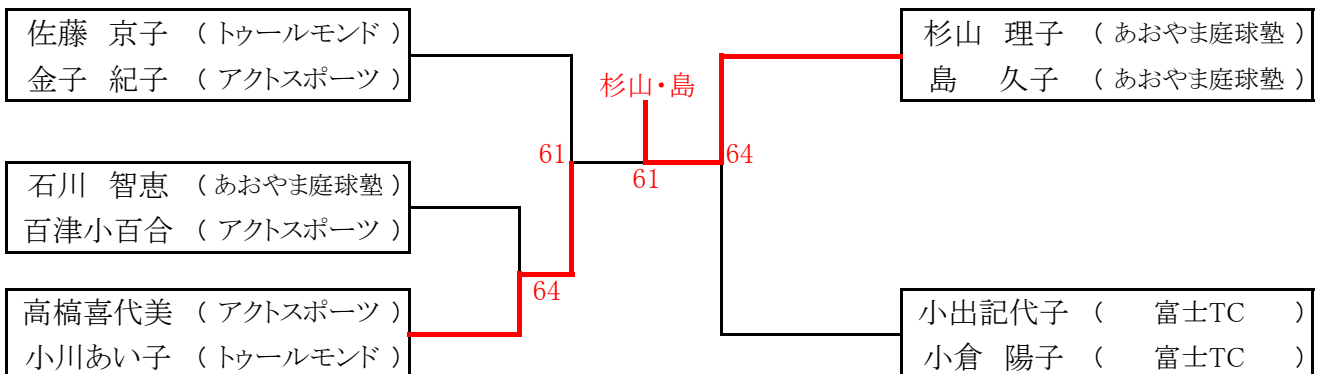 佐藤 京子 (トゥールモンド)
金子 紀子 (アクトスポーツ)
石川 智恵 (あおやま庭球塾)
百津小百合 (アクトスポーツ)
高槁喜代美 (アクトスポーツ)
小川あい子 (トゥールモンド)
61
64
杉山・島
61
64
杉山 理子 (あおやま庭球塾)
島 久子 (あおやま庭球塾)
小出記代子 (富士TC)
小倉 陽子 (富士TC)